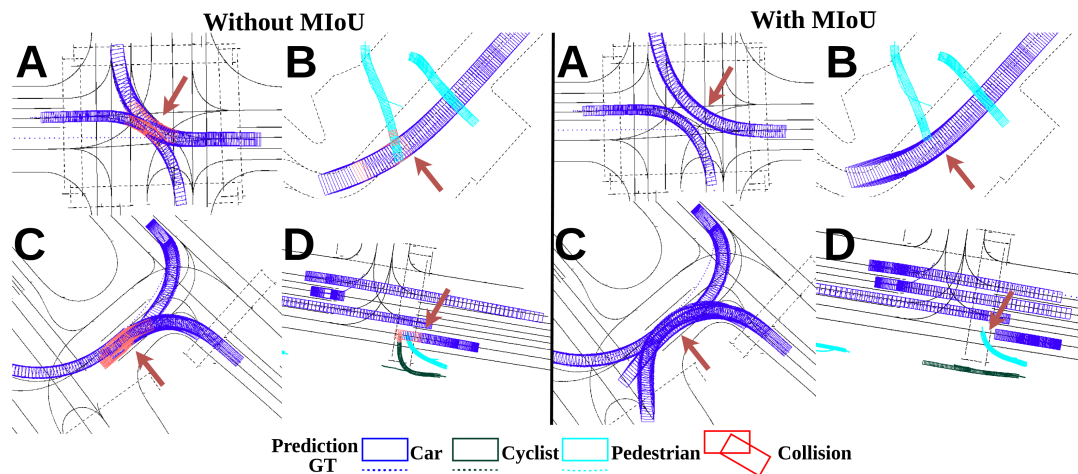 Without MIoU
With MIoU
A
B
A
B
C
D
C
D
Prediction Car Cyclist Pedestrian Collision
GT